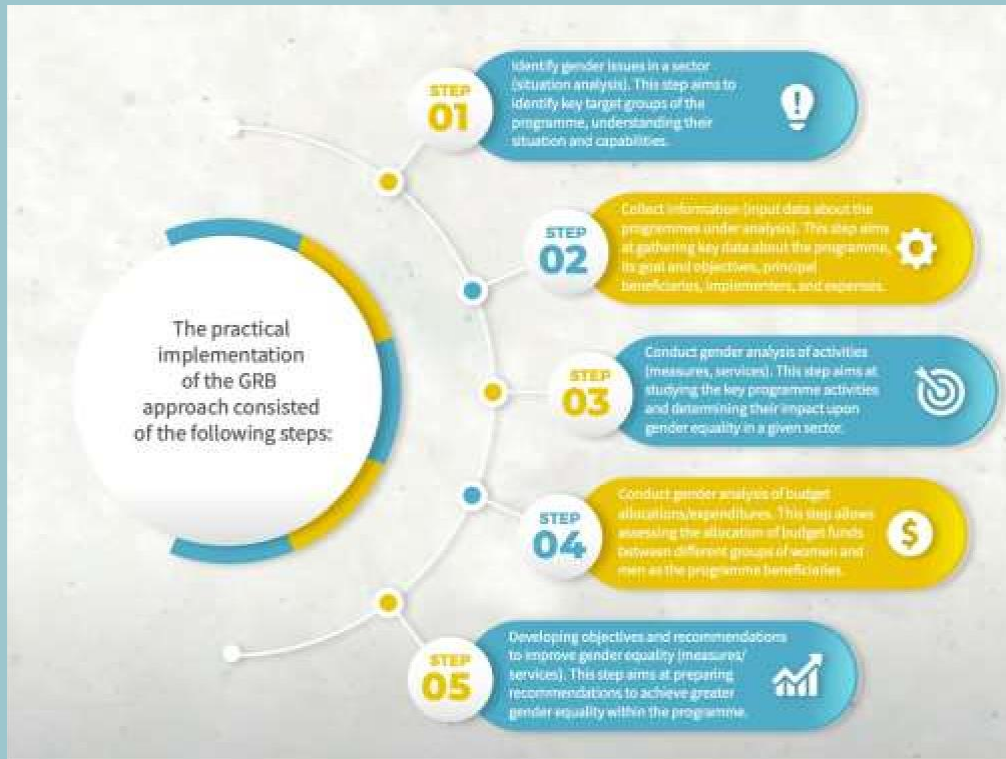 The practical
implementation
of the GRB
approach consisted
of the following steps:
STEP
01
Identify gender issues in a sector
(situation analysis). This step aims to
identify key target groups of the
programme, understanding their
situation and capabilities.
STEP
02
Collect information (input data about the
programmes under analysis). This step aims
at gathering key data about the programme,
its goal and objectives, principal
beneficiaries, implementers, and expenses.
STEP
03
Conduct gender analysis of activities
(measures, services). This step aims at
studying the key programme activities
and determining their impact upon
gender equality in a given sector.
STEP
04
Conduct gender analysis of budget
allocations/expenditures. This step allows
assessing the allocation of budget funds
between different groups of women and
men as the programme beneficiaries.
$
STEP
05
Developing objectives and recommendations
to improve gender equality (measures/
services). This step aims at preparing
recommendations to achieve greater
gender equality within the programme.